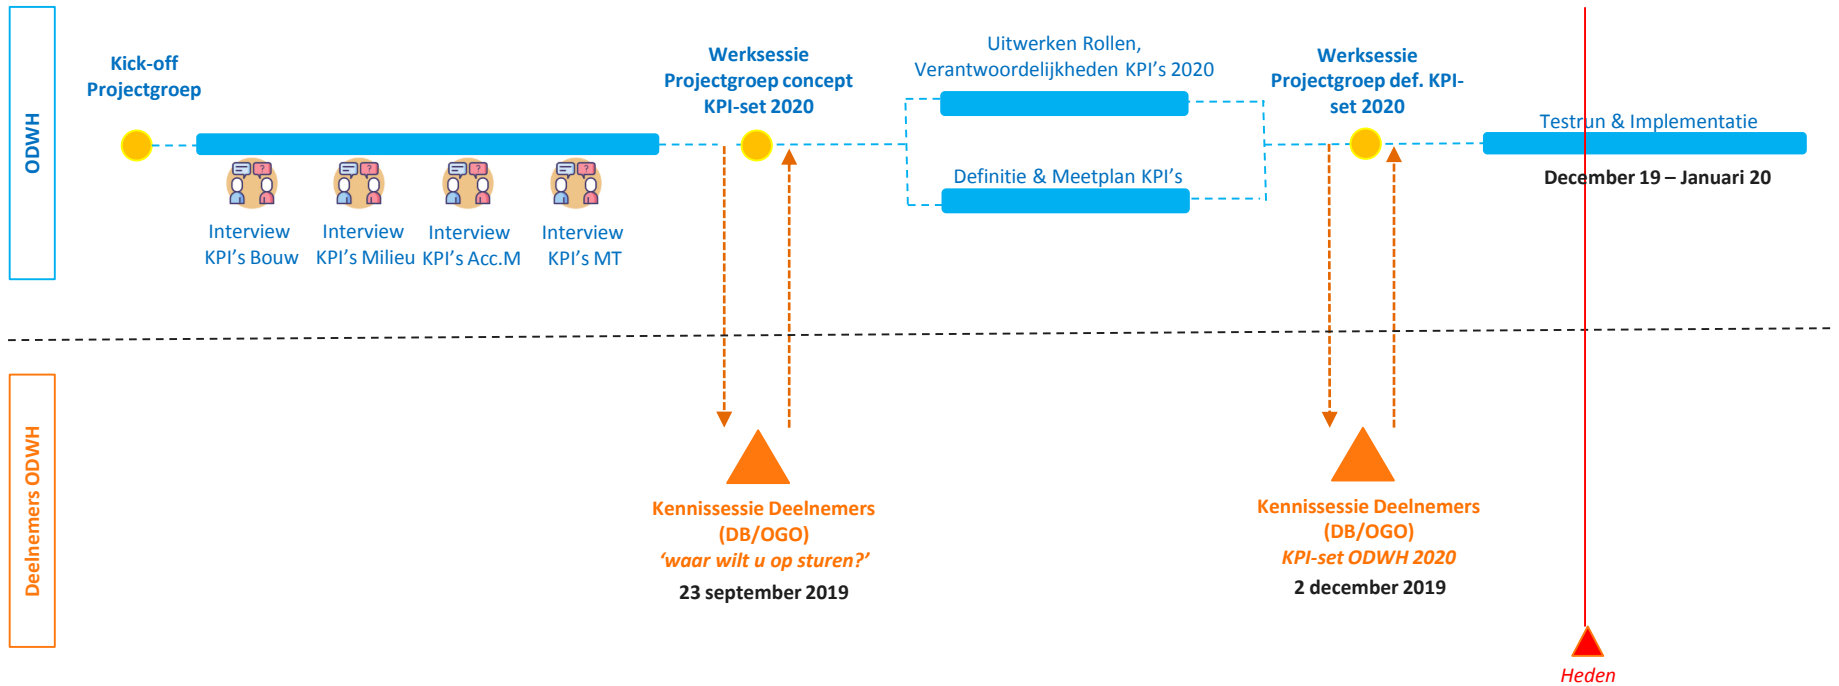 ODWH
Kick-off
Projectgroep
Interview
KPI's Bouw
Interview
KPI's Milieu
Interview
KPI's Acc.M
Interview
KPI's MT
Werksessie
Projectgroep concept
KPI-set 2020
Uitwerken Rollen,
Verantwoordelijkheden KPI's 2020
Definitie & Meetplan KPI's
Werksessie
Projectgroep def. KPI-
set 2020
Testrun & Implementatie
December 19 – Januari 20
Deelnemers ODWH
Kennissessie Deelnemers
(DB/OGO)
‘waar wilt u op sturen?’
23 september 2019
Kennissessie Deelnemers
(DB/OGO)
KPI-set ODWH 2020
2 december 2019
Heden